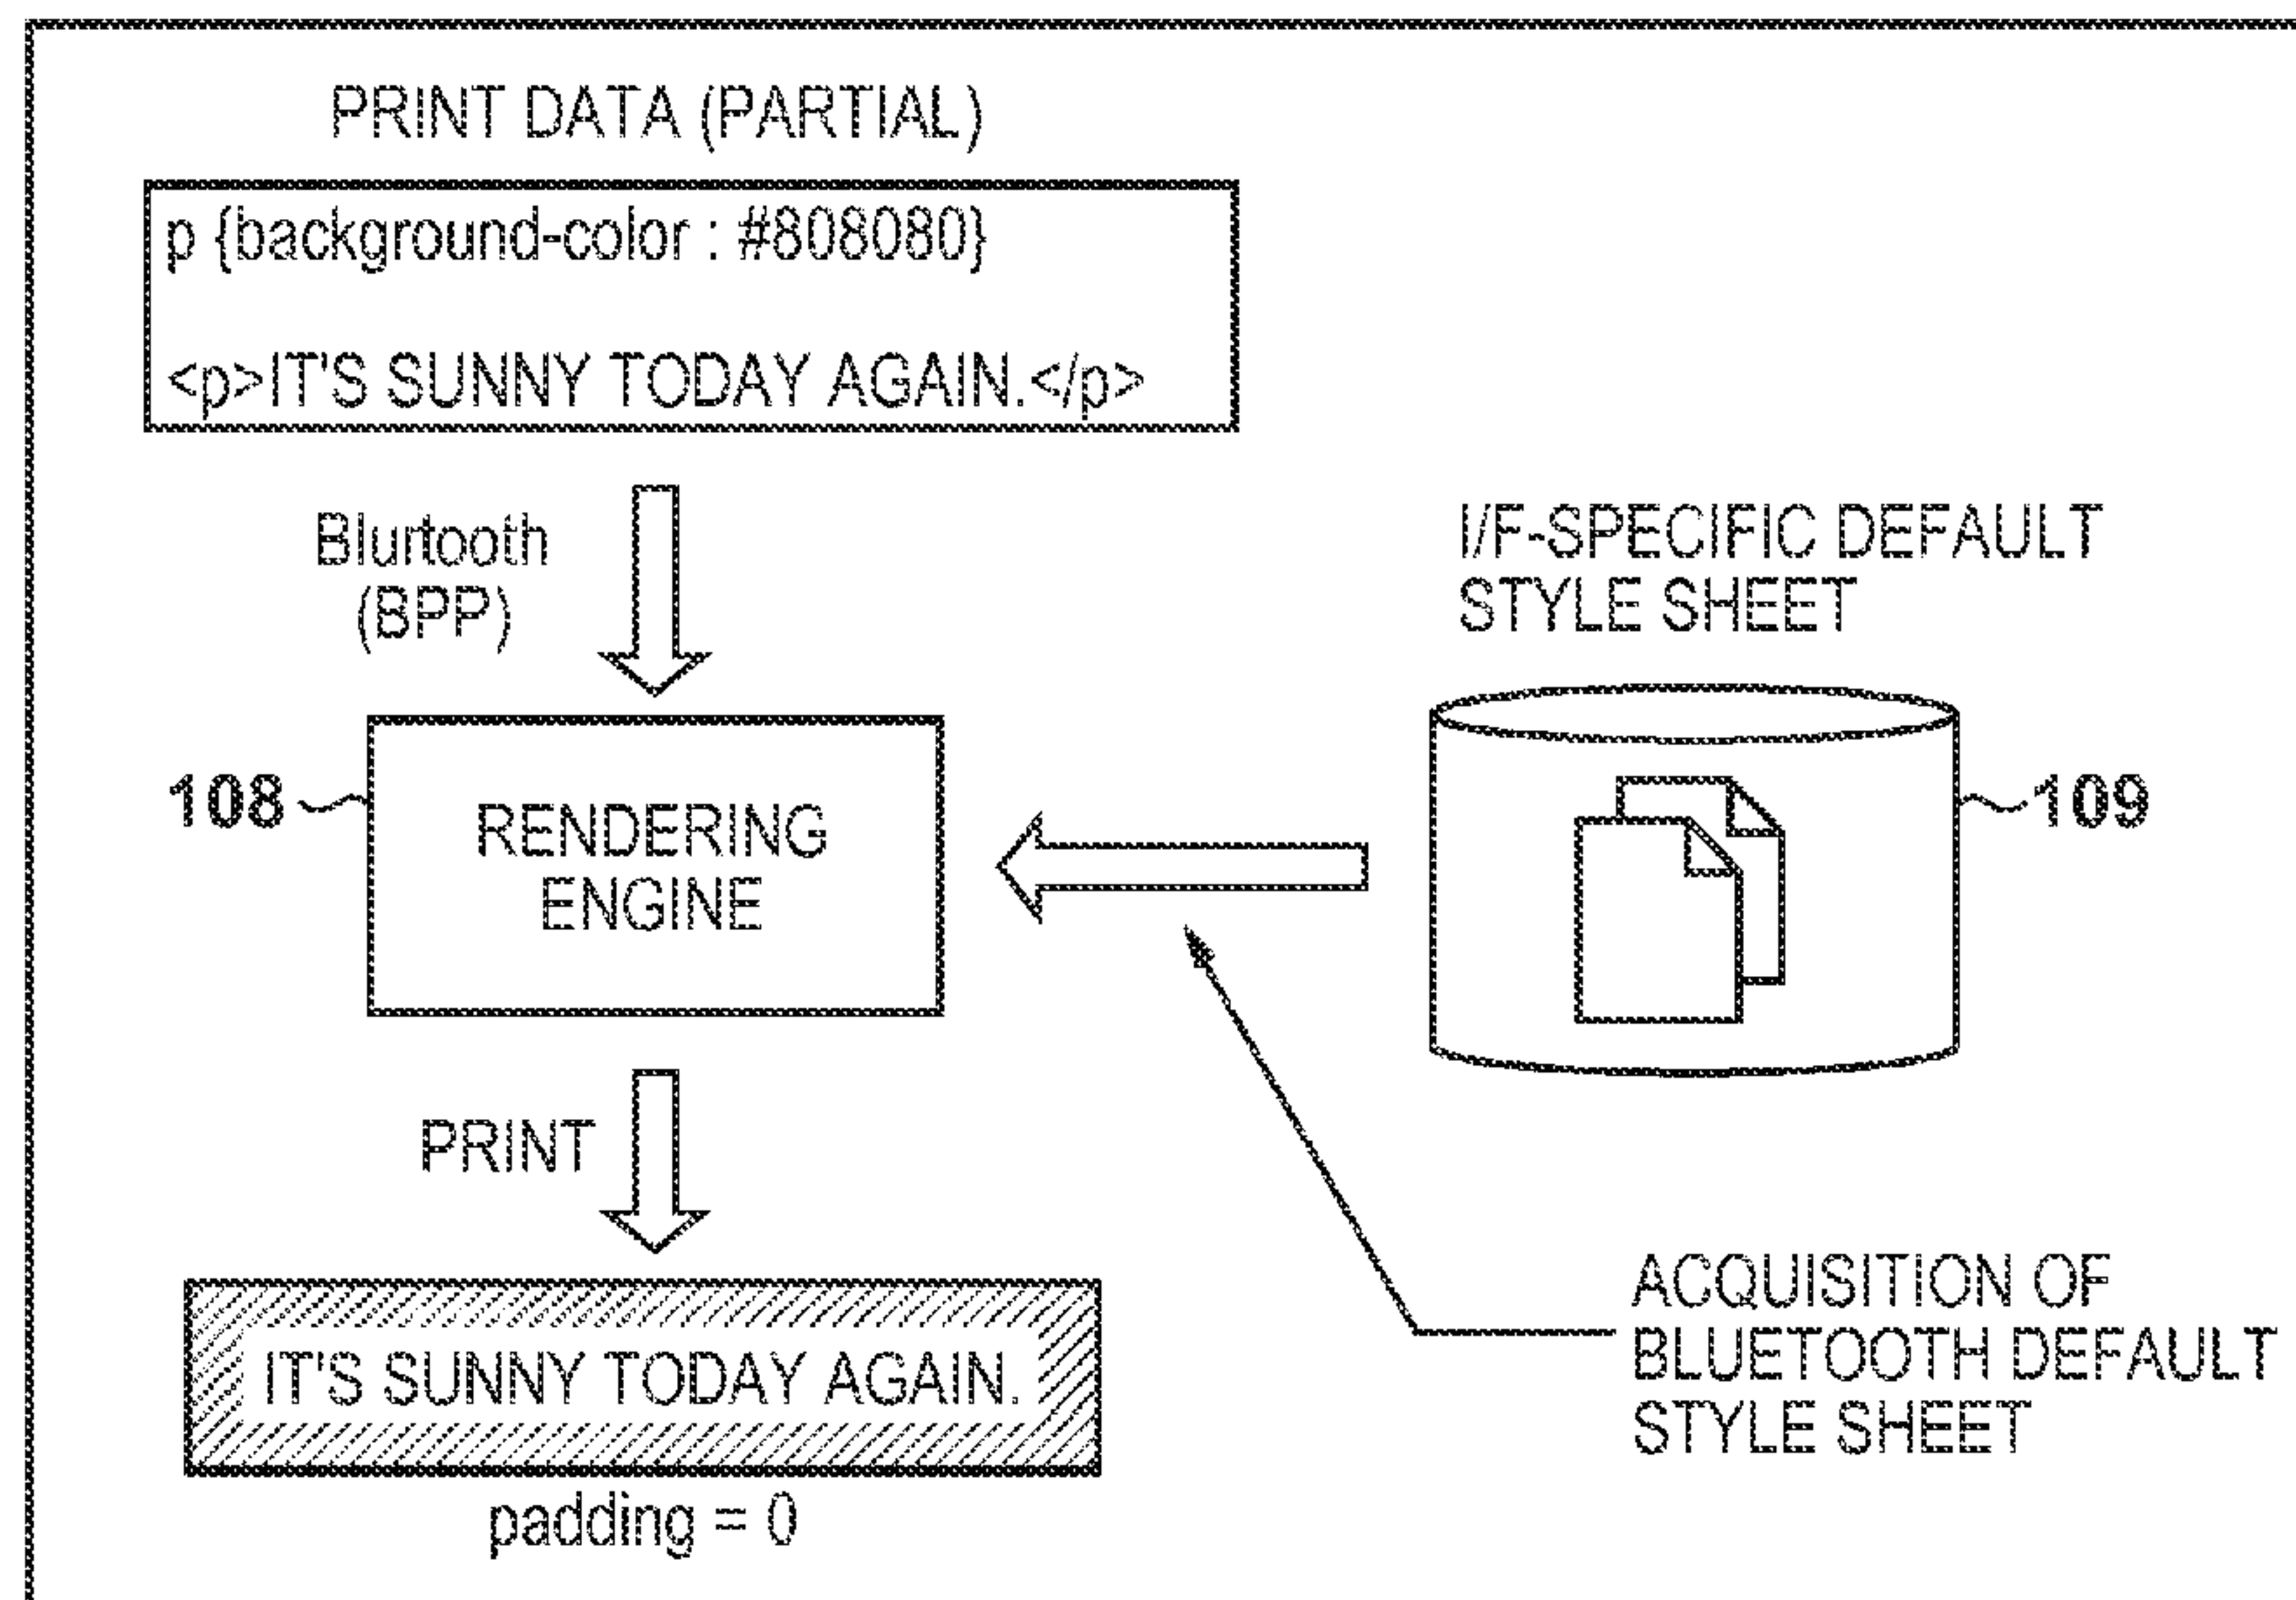 PRINT DATA (PARTIAL)
p {background-color : #808080}
<p>IT'S SUNNY TODAY AGAIN.</p>
Blurtooth
(BPP)
I/F-SPECIFIC DEFAULT
STYLE SHEET
108
RENDERING
ENGINE
109
PRINT
IT'S SUNNY TODAY AGAIN.
padding = 0
ACQUISITION OF
BLUETOOTH DEFAULT
STYLE SHEET